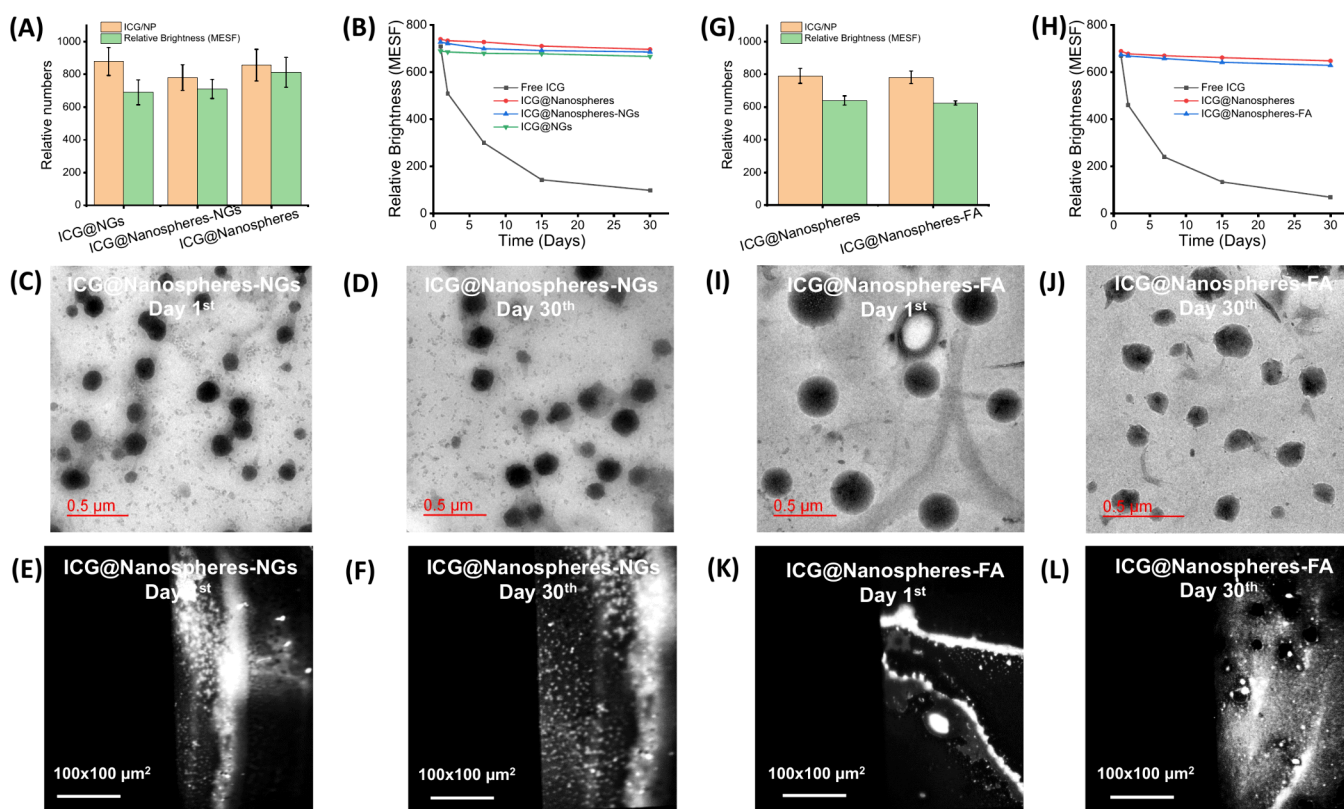 (A)
ICG/NP
Relative Brightness (MESF)
Relative numbers
1000
800
600
400
200
0
ICG@NGs
ICG@Nanospheres-NGs
ICG@Nanospheres
(B)
Relative Brightness (MESF)
800
600
400
200
0
Free ICG
ICG@Nanospheres
ICG@Nanospheres-NGs
ICG@NGs
0 5 10 15 20 25 30
Time (Days)
(G)
ICG/NP
Relative Brightness (MESF)
Relative numbers
1000
800
600
400
200
0
ICG@Nanospheres
ICG@Nanospheres-FA
(H)
Relative Brightness (MESF)
800
600
400
200
0
Free ICG
ICG@Nanospheres
ICG@Nanospheres-FA
0 5 10 15 20 25 30
Time (Days)
(C)
ICG@Nanospheres-NGs
Day 1st
0.5 μm
(D)
ICG@Nanospheres-NGs
Day 30th
0.5 μm
(I)
ICG@Nanospheres-FA
Day 1st
0.5 μm
(J)
ICG@Nanospheres-FA
Day 30th
0.5 μm
(E)
ICG@Nanospheres-NGs
Day 1st
100x100 μm²
(F)
ICG@Nanospheres-NGs
Day 30th
100x100 μm²
(K)
ICG@Nanospheres-FA
Day 1st
100x100 μm²
(L)
ICG@Nanospheres-FA
Day 30th
100x100 μm²